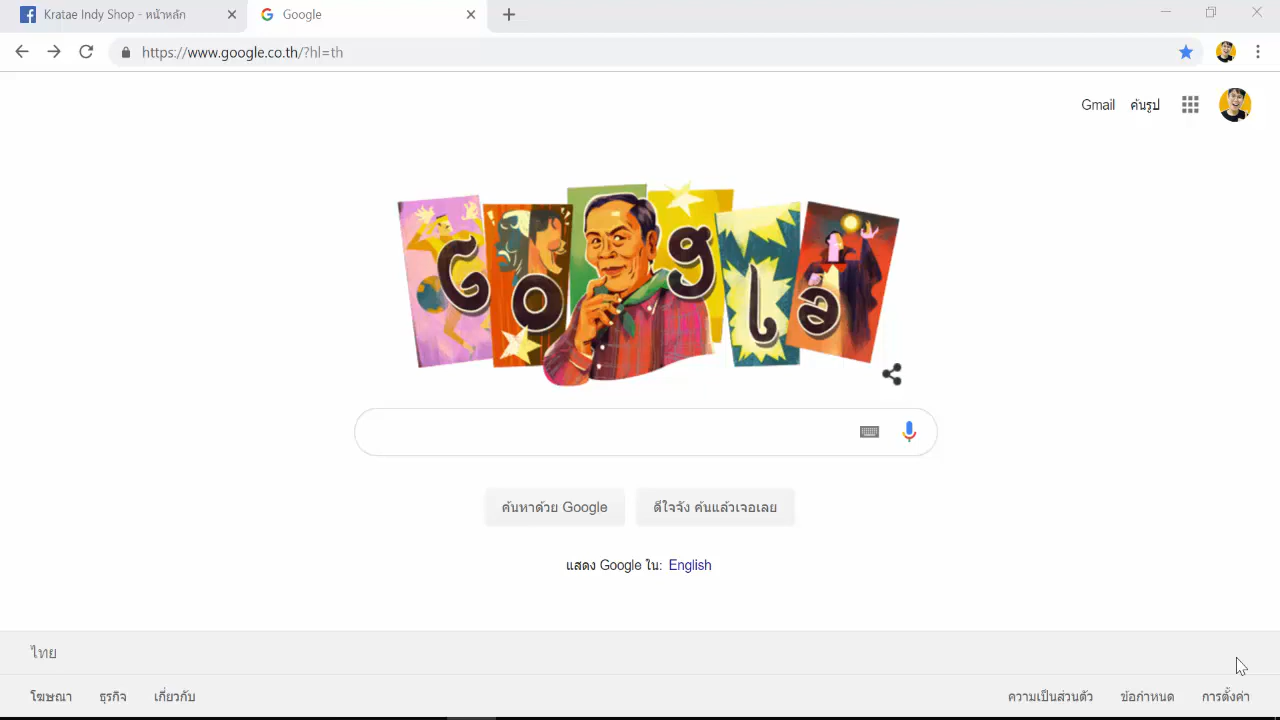 Kratae Indy Shop - หน้าหลัก
Google
https://www.google.co.th/?hl=th
Gmail ค้นรูป
Google
ค้นหาด้วย Google ดีใจจัง ค้นแล้วเจอเลย
แสดง Google ใน: English
ไทย
โฆษณา ธุรกิจ เกี่ยวกับ ความเป็นส่วนตัว ข้อกำหนด การตั้งค่า